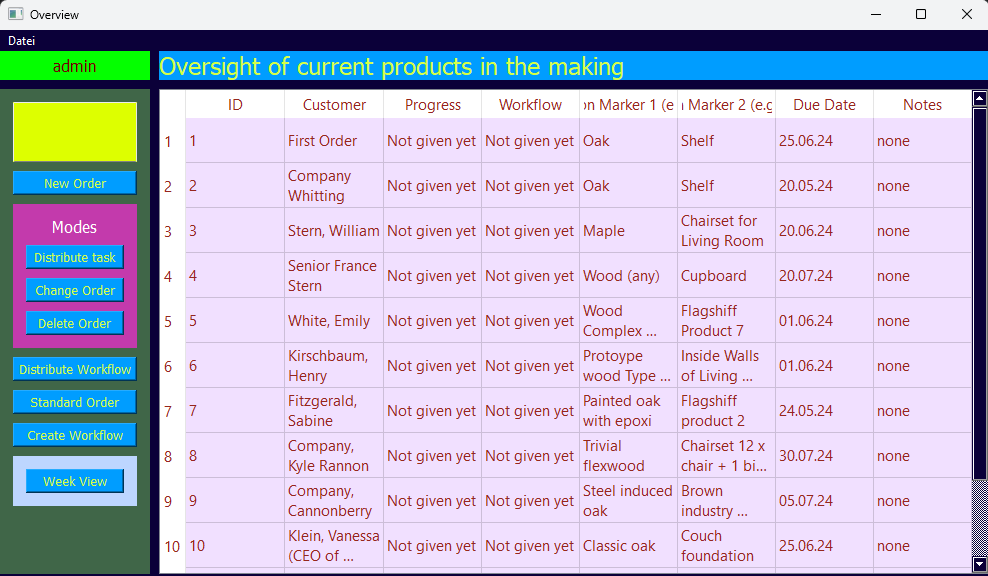 Overview
Datei
admin
Oversight of current products in the making
New Order
Modes
Distribute task
Change Order
Delete Order
Distribute Workflow
Standard Order
Create Workflow
Week View
ID Customer Progress Workflow on Marker 1 (e Marker 2 (e.g Due Date Notes
1 1 First Order Not given yet Not given yet Oak Shelf 25.06.24 none
2 2 Company Whitting Not given yet Not given yet Oak Shelf 20.05.24 none
3 3 Stern, William Not given yet Not given yet Maple Chairset for Living Room 20.06.24 none
4 4 Senior France Stern Not given yet Not given yet Wood (any) Cupboard 20.07.24 none
5 5 White, Emily Not given yet Not given yet Wood Complex ... Flagschiff Product 7 01.06.24 none
6 6 Kirschbaum, Henry Not given yet Not given yet Protoype wood Type ... Inside Walls of Living ... 01.06.24 none
7 7 Fitzgerald, Sabine Not given yet Not given yet Painted oak with epoxi Flagschiff product 2 24.05.24 none
8 8 Company, Kyle Rannon Not given yet Not given yet Trivial flexwood Chairset 12 x chair + 1 bi... 30.07.24 none
9 9 Company, Cannonberry Not given yet Not given yet Steel induced oak Brown industry ... 05.07.24 none
10 10 Klein, Vanessa (CEO of ... Not given yet Not given yet Classic oak Couch foundation 25.06.24 none